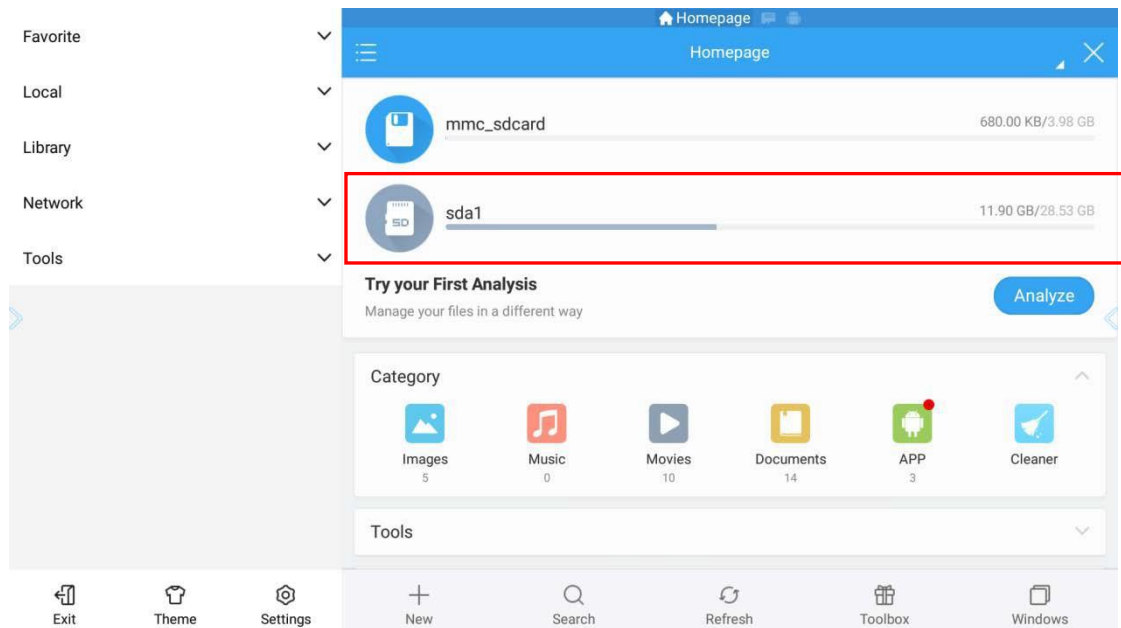 Favorite
Local
Library
Network
Tools
Exit
Theme
Settings
Homepage
Homepage
mmc_sdcard
680.00 KB/3.98 GB
SD
sda1
11.90 GB/28.53 GB
Try your First Analysis
Manage your files in a different way
Analyze
Category
Images
5
Music
0
Movies
10
Documents
14
APP
3
Cleaner
Tools
New
Search
Refresh
Toolbox
Windows